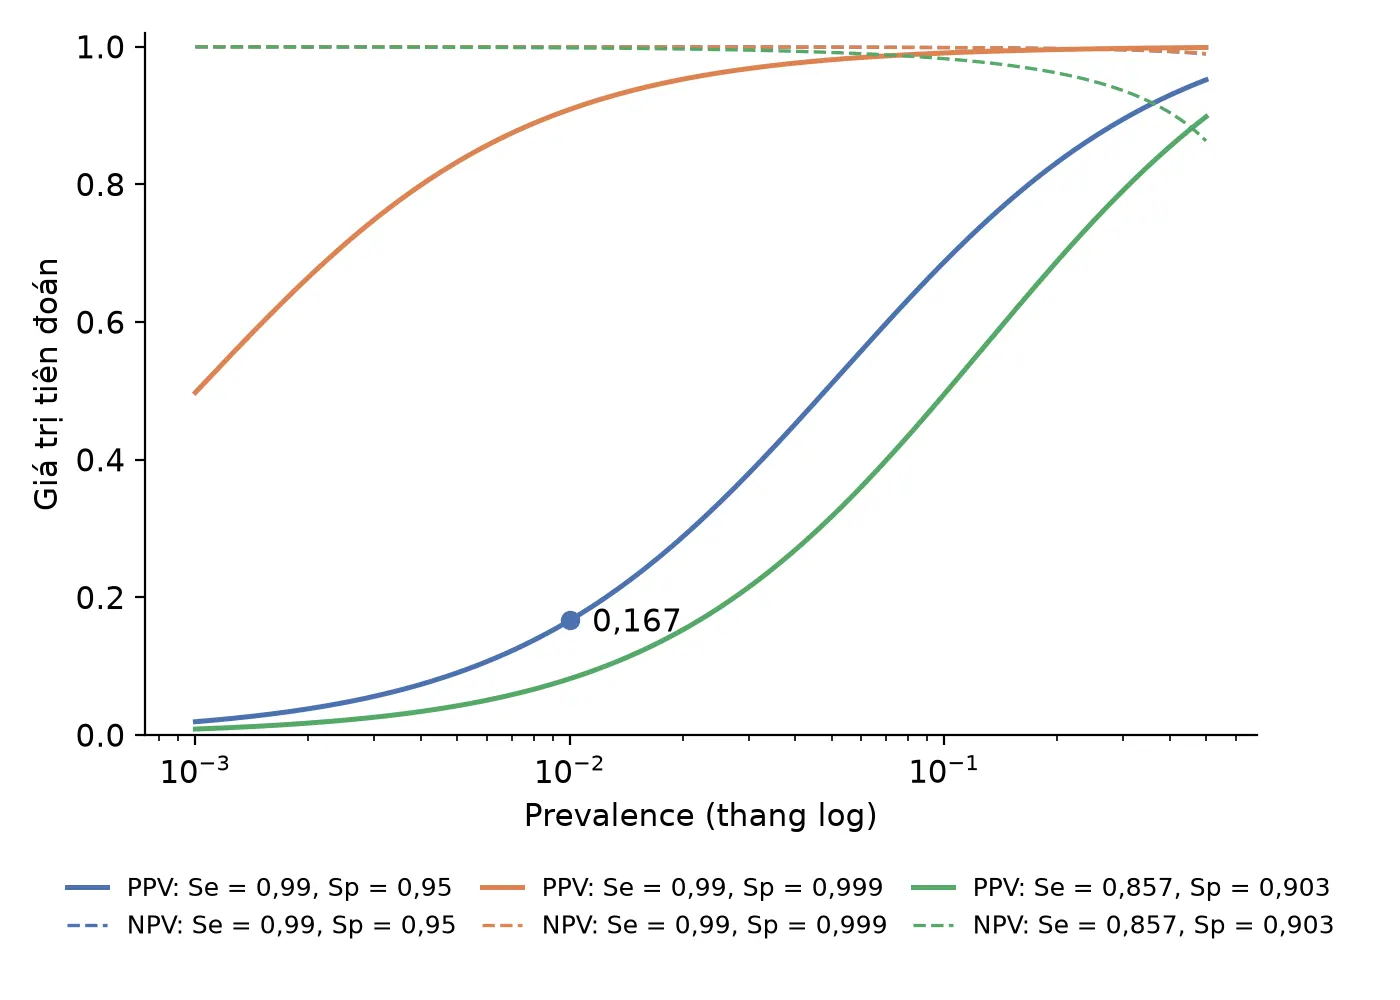 1.0
0.8
0.6
0.4
0.2
0.0
Giá trị tiên đoán
0,167
10⁻³ 10⁻² 10⁻¹
Prevalence (thang log)
PPV: Se = 0,99, Sp = 0,95 PPV: Se = 0,99, Sp = 0,999 PPV: Se = 0,857, Sp = 0,903
NPV: Se = 0,99, Sp = 0,95 NPV: Se = 0,99, Sp = 0,999 NPV: Se = 0,857, Sp = 0,903